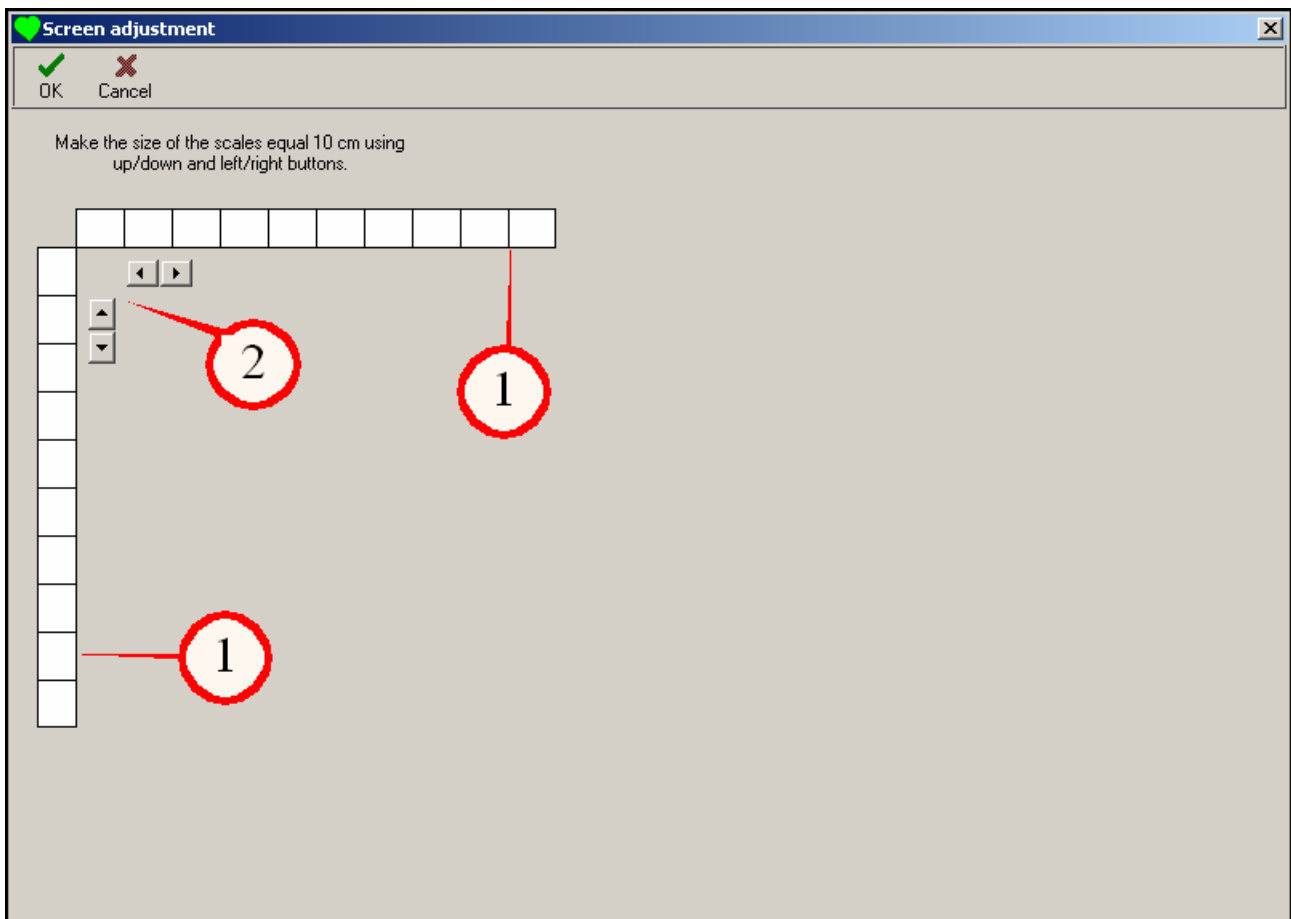 Screen adjustment
OK Cancel
Make the size of the scales equal 10 cm using
up/down and left/right buttons.
2
1
1